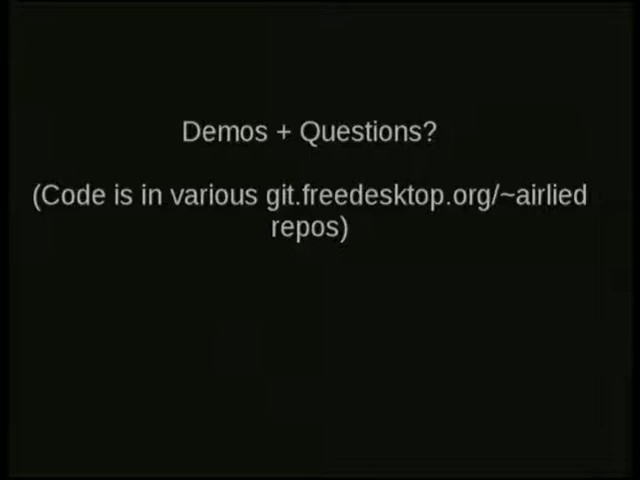 Demos + Questions?
(Code is in various git.freedesktop.org/~airlied
repos)